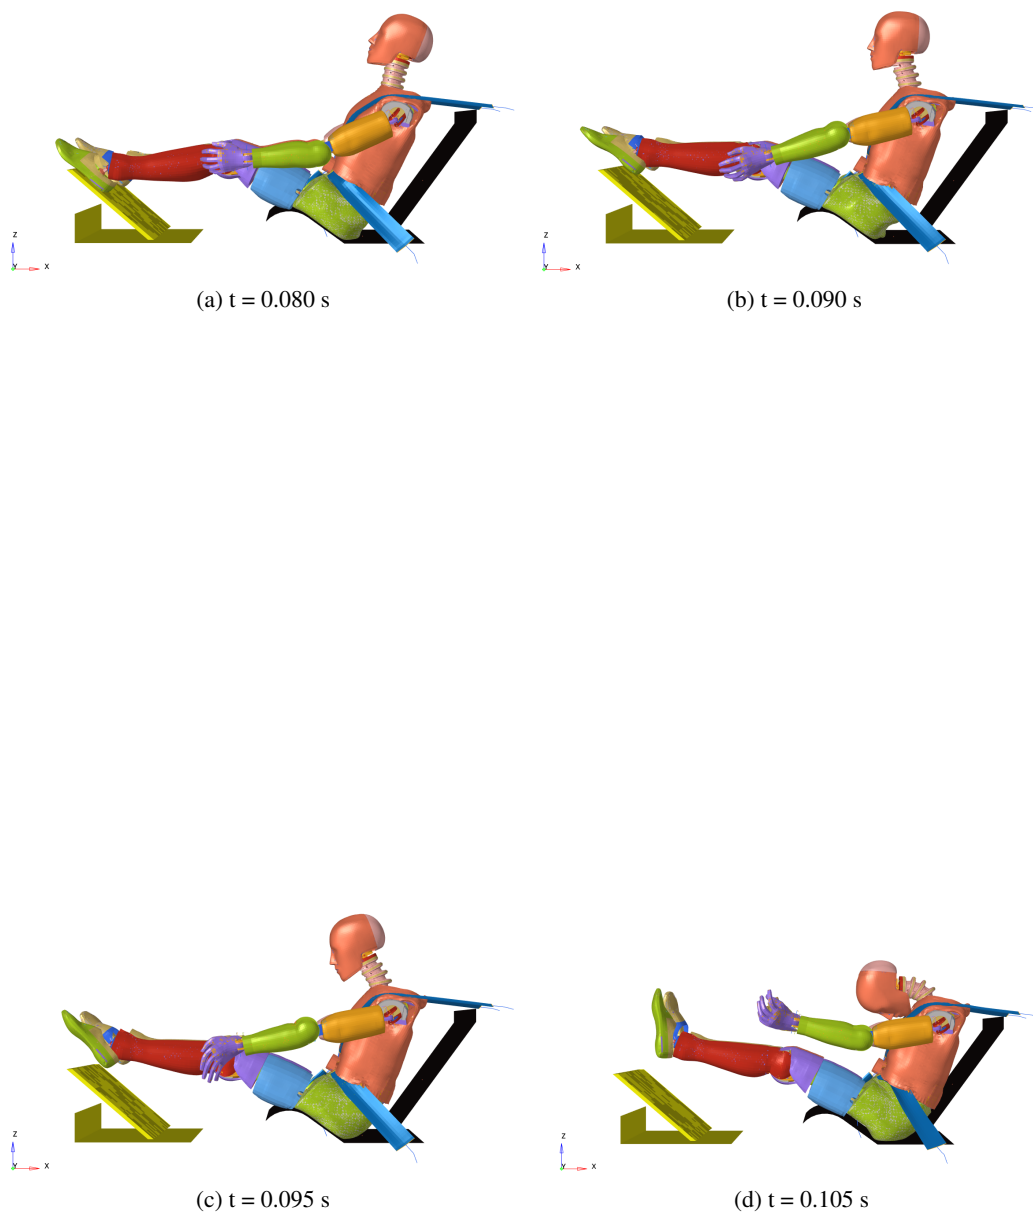 Z
Y
X
(a) t = 0.080 s
Z
Y
X
(b) t = 0.090 s
Z
Y
X
(c) t = 0.095 s
Z
Y
X
(d) t = 0.105 s